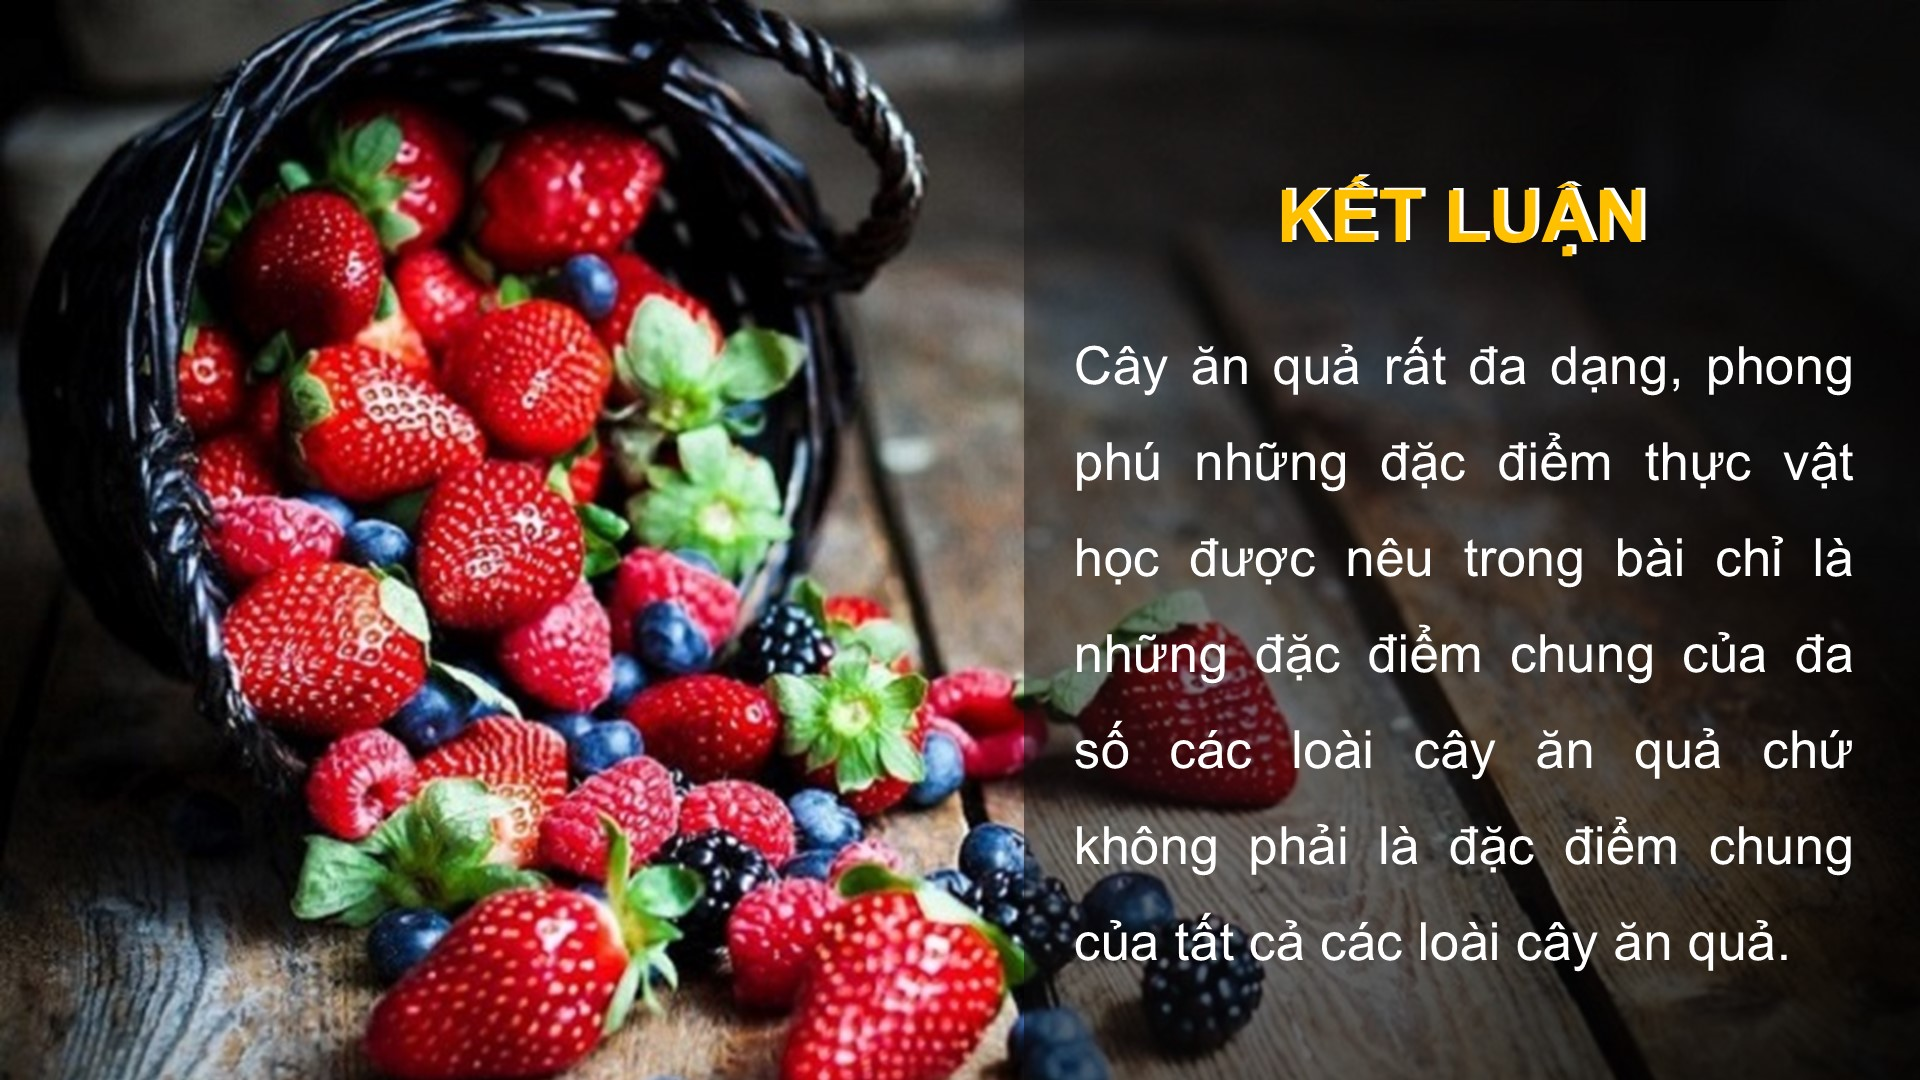 KẾT LUẬN
Cây ăn quả rất đa dạng, phong
phú những đặc điểm thực vật
học được nêu trong bài chỉ là
những đặc điểm chung của đa
số các loài cây ăn quả chứ
không phải là đặc điểm chung
của tất cả các loài cây ăn quả.